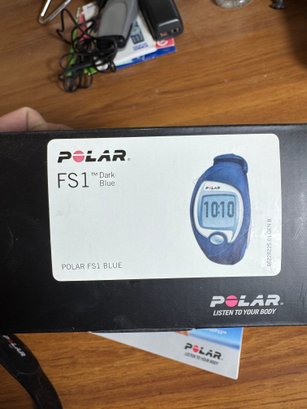 POLAR®
FS1™ Dark
Blue
POLAR
10:10
POLAR FS1 BLUE
POLAR®
LISTEN TO YOUR BODY
POLAR
LISTEN TO YOUR BODY